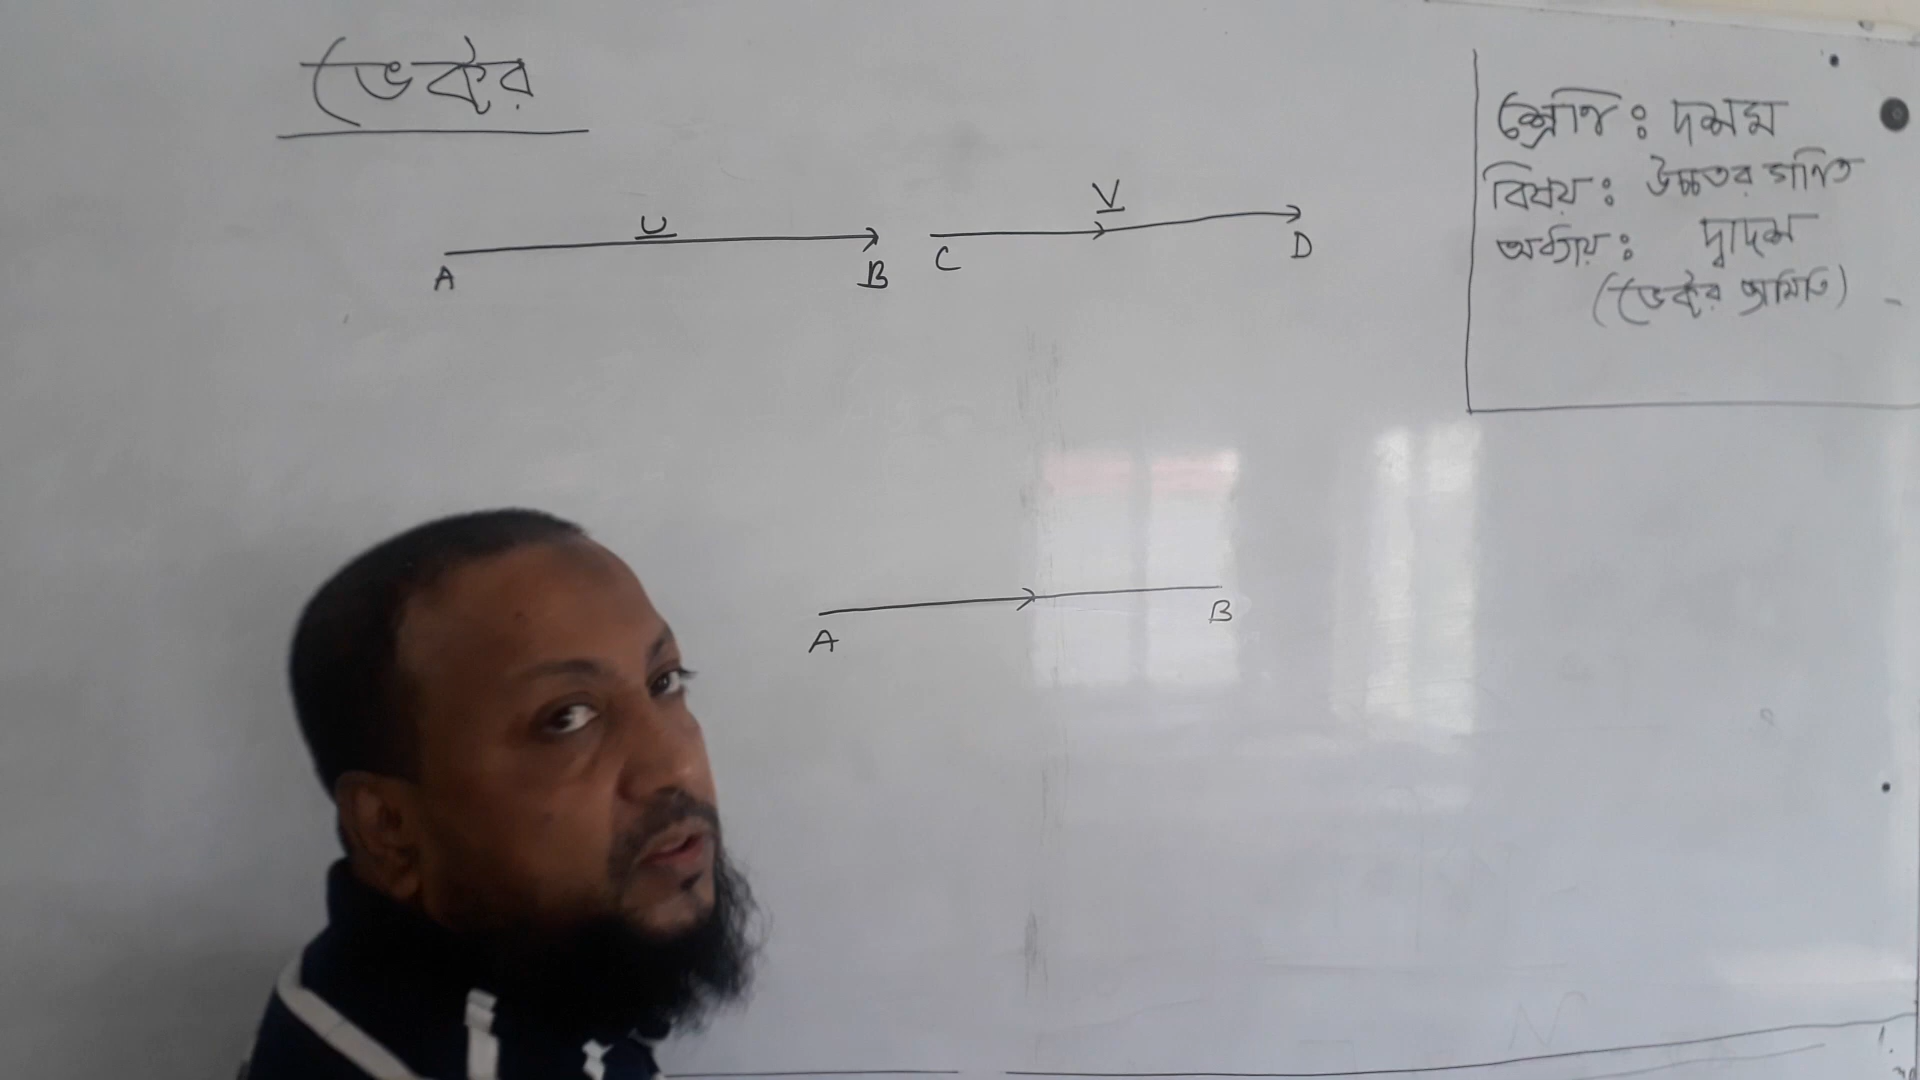 ভেক্টর
শ্রেণি: দশম
বিষয়: উচ্চতর গণিত
অধ্যায়: দ্বাদশ
(ভেক্টর জ্যামিতি)
U V
A B C D
A B